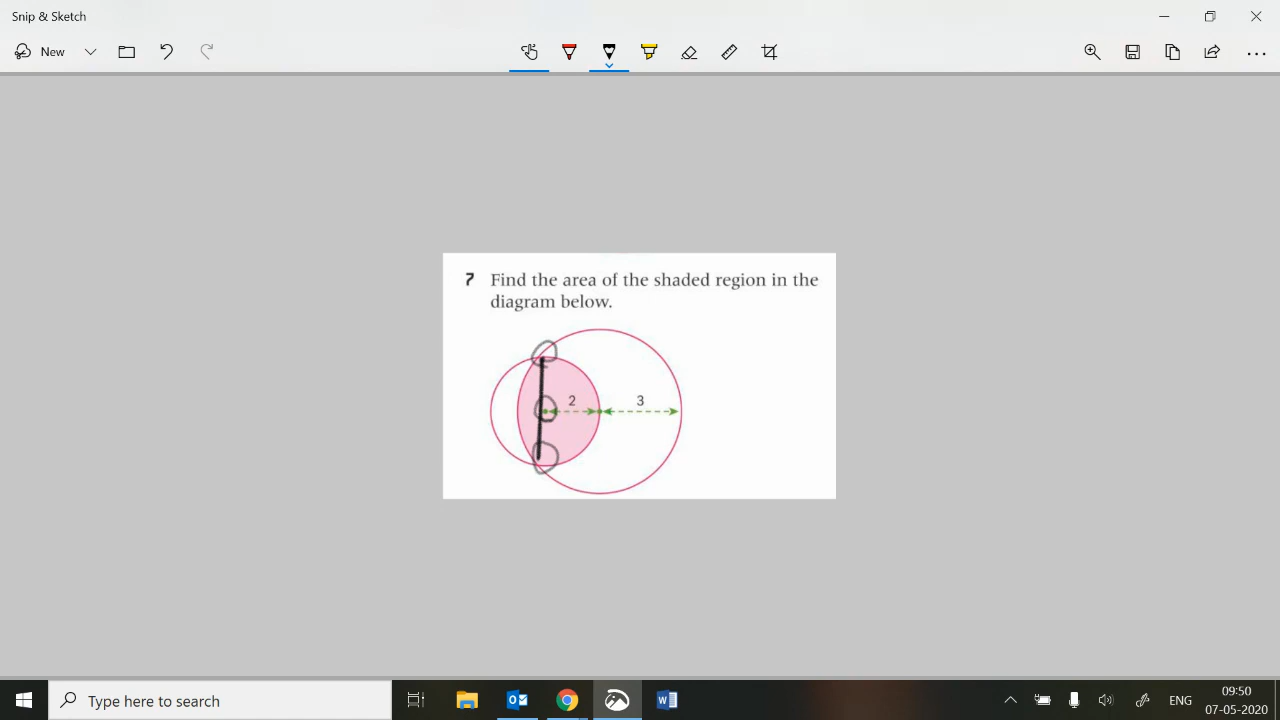 Snip & Sketch
New
7 Find the area of the shaded region in the
diagram below.
2
3
Type here to search
ENG
09:50
07-05-2020